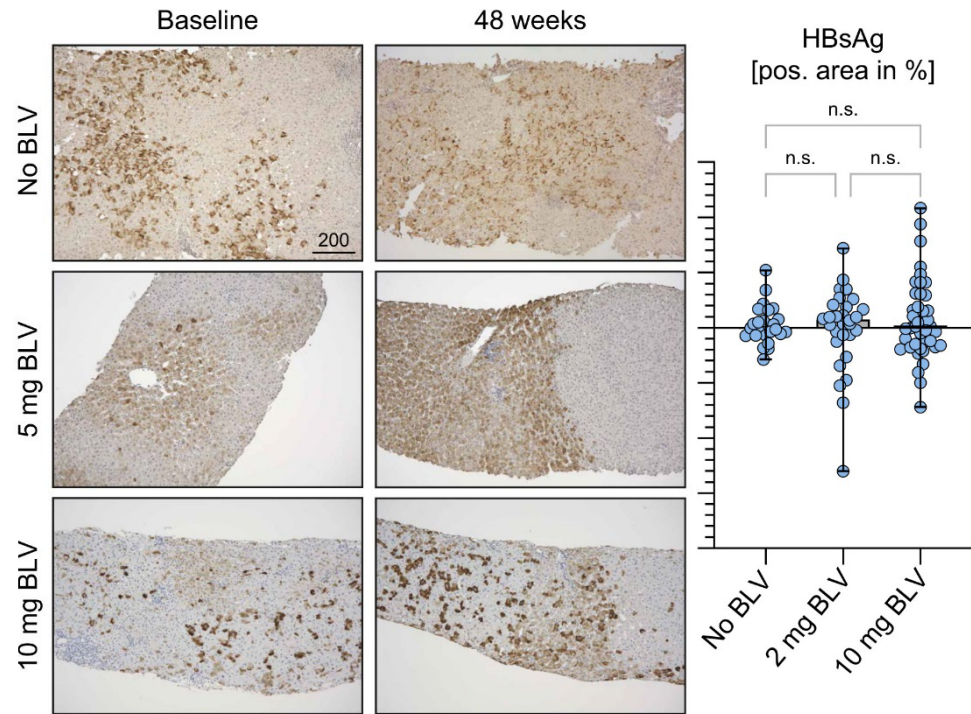 Baseline
48 weeks
No BLV
200
5 mg BLV
10 mg BLV
HBsAg
[pos. area in %]
n.s.
n.s.
n.s.
No BLV
2 mg BLV
10 mg BLV